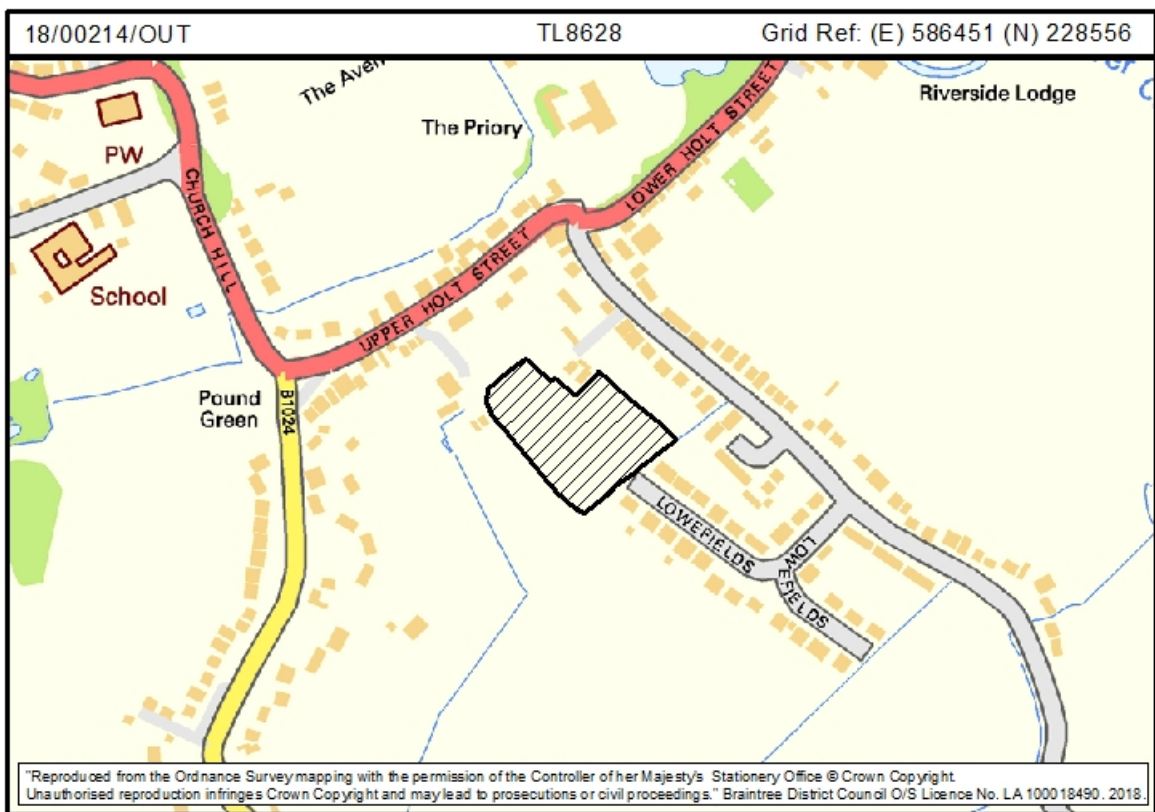 18/00214/OUT TL8628 Grid Ref: (E) 586451 (N) 228556
The Aven
Riverside Lodge
The Priory
PW
CHURCH HILL
LOWER HOLT STREET
UPPER HOLT STREET
School
Pound
Green
B1024
LOWEFIELDS
LOWEFIELDS
"Reproduced from the Ordnance Survey mapping with the permission of the Controller of her Majesty's Stationery Office © Crown Copyright.
Unauthorised reproduction infringes Crown Copyright and may lead to prosecutions or civil proceedings." Braintree District Council O/S Licence No. LA 100018490. 2018.